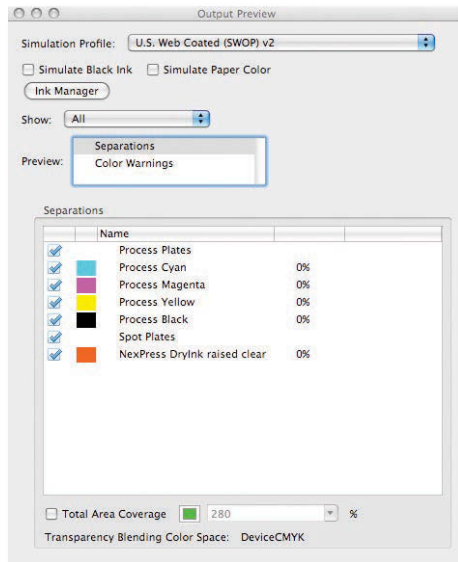 Output Preview
Simulation Profile: U.S. Web Coated (SWOP) v2
Simulate Black Ink Simulate Paper Color
Ink Manager
Show: All
Separations
Preview: Color Warnings
Separations
Name
Process Plates
Process Cyan 0%
Process Magenta 0%
Process Yellow 0%
Process Black 0%
Spot Plates
NexPress DryInk raised clear 0%
Total Area Coverage 280 %
Transparency Blending Color Space: DeviceCMYK